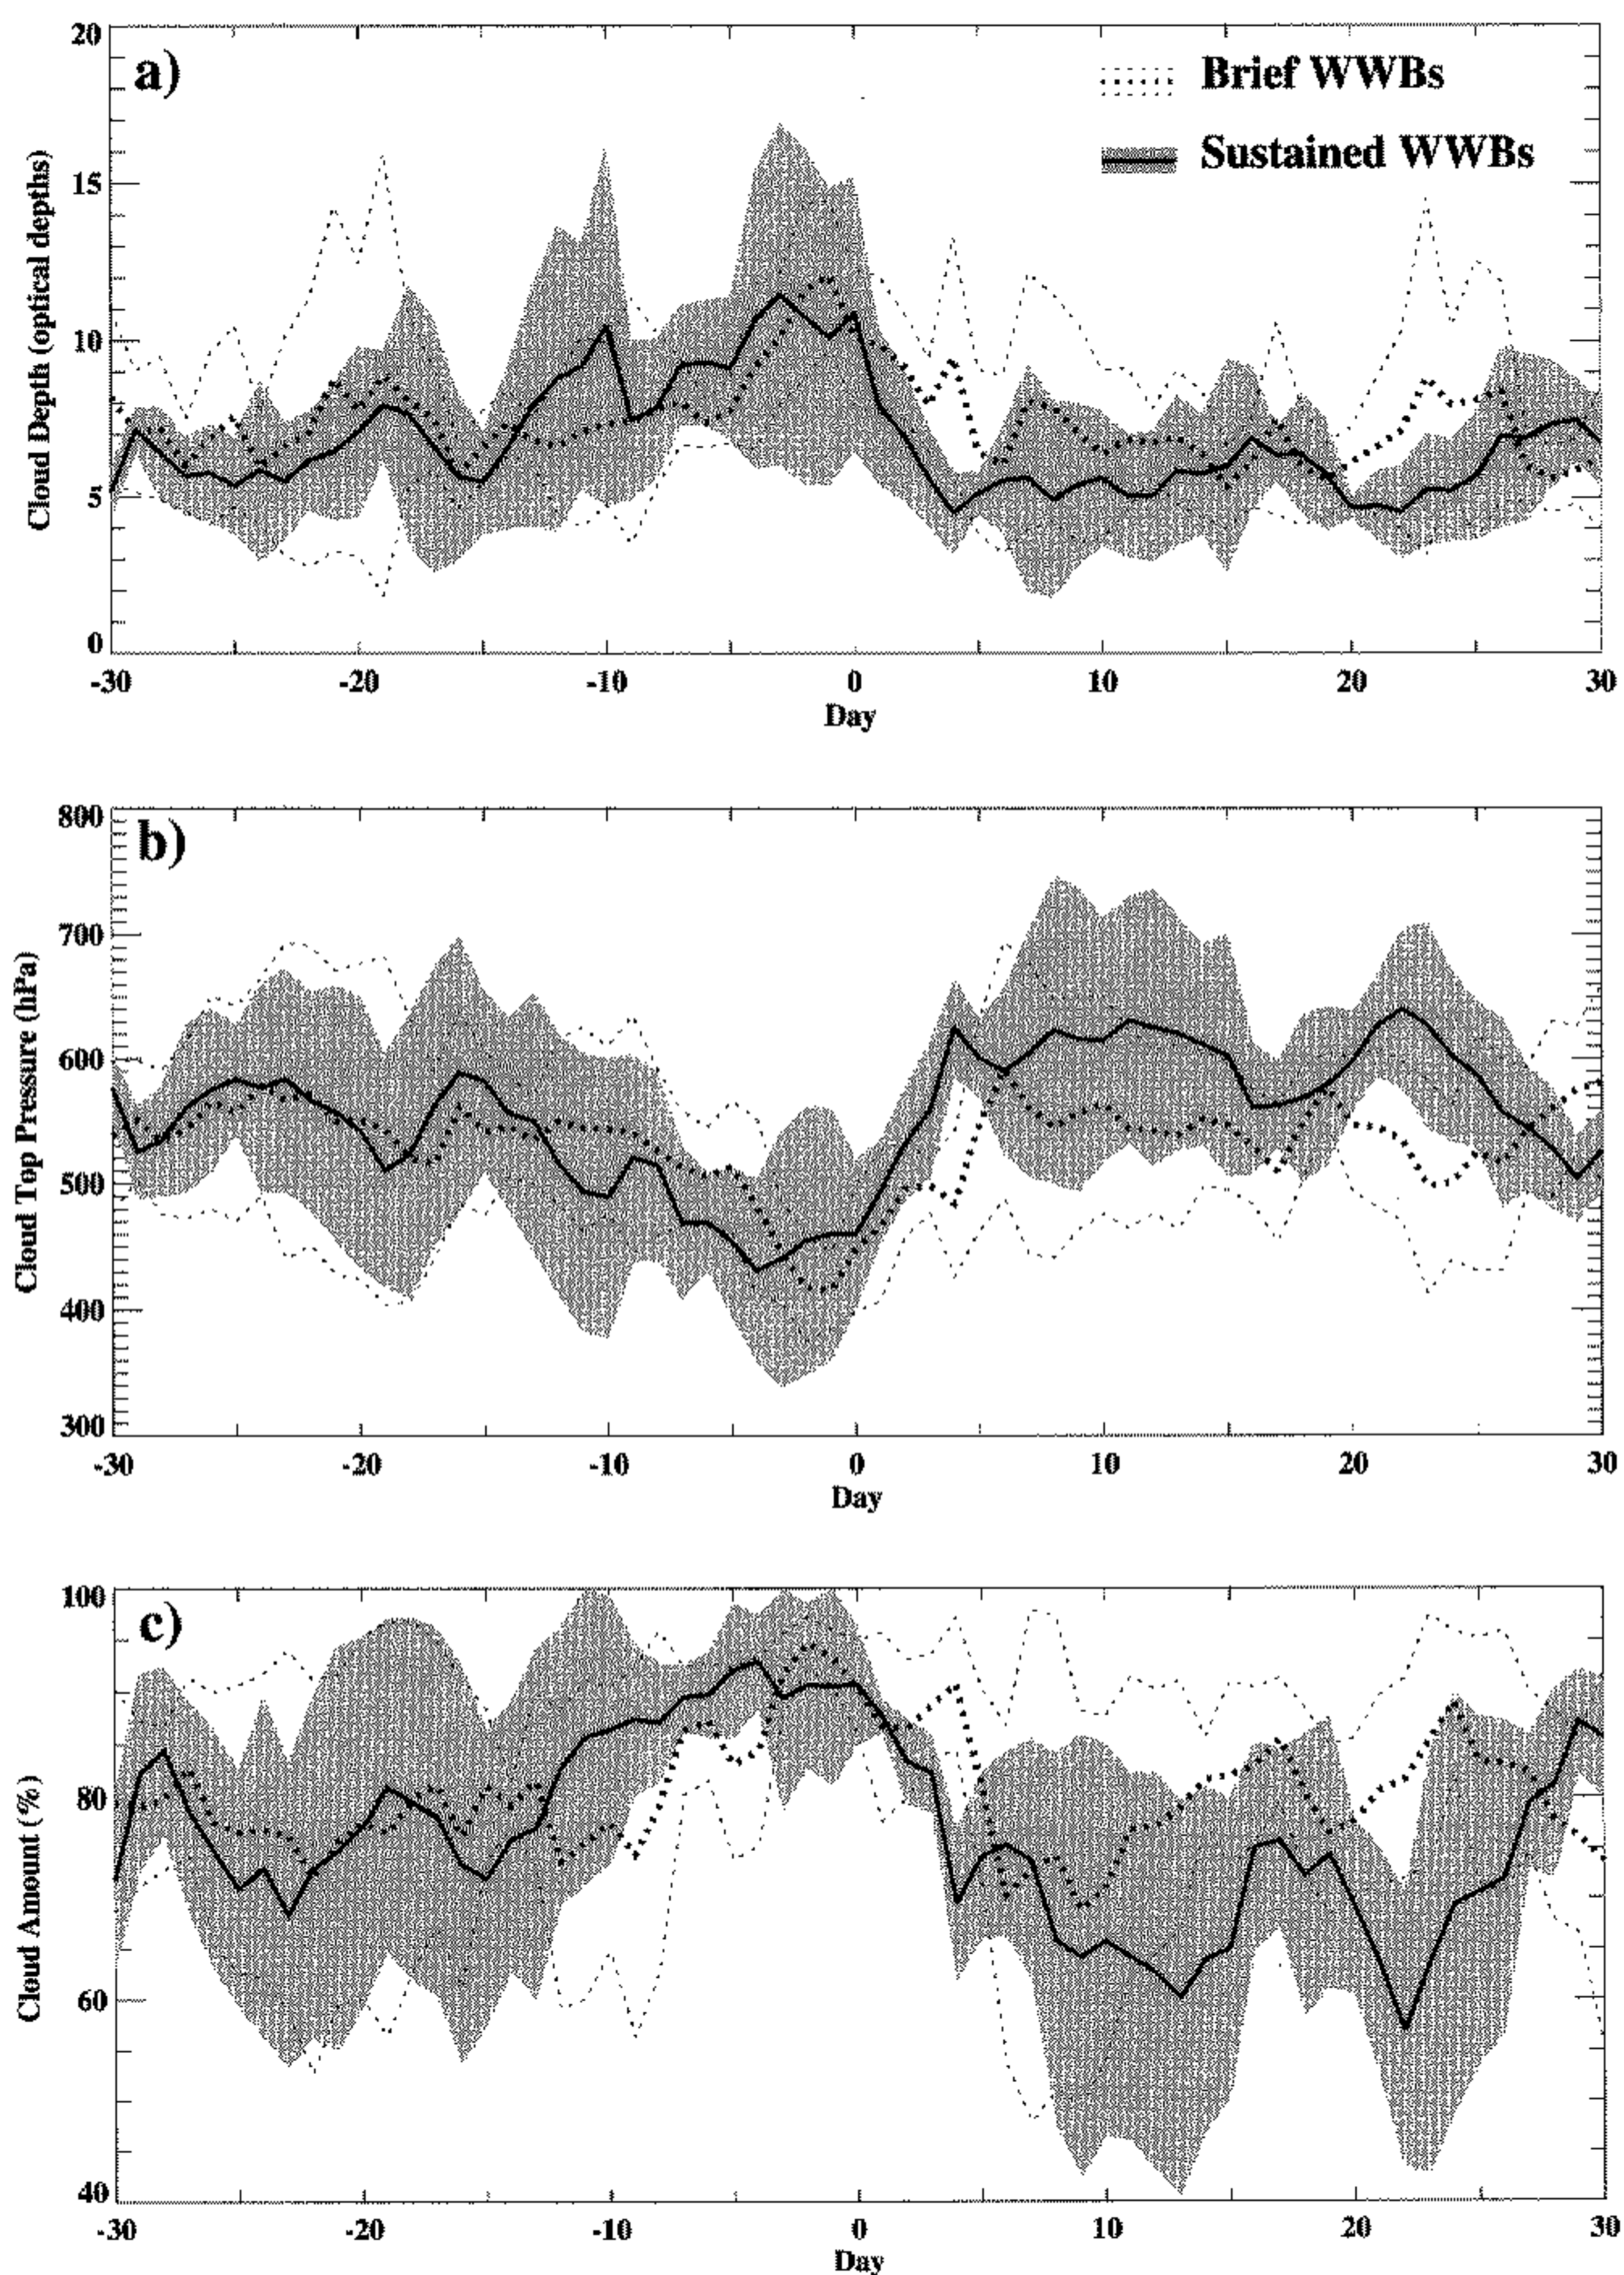 a)
Brief WWBs
Sustained WWBs
Cloud Depth (optical depths)
20
15
10
5
0
-30 -20 -10 0 10 20 30
Day
b)
Cloud Top Pressure (hPa)
800
700
600
500
400
300
-30 -20 -10 0 10 20 30
Day
c)
Cloud Amount (%)
100
80
60
40
-30 -20 -10 0 10 20 30
Day